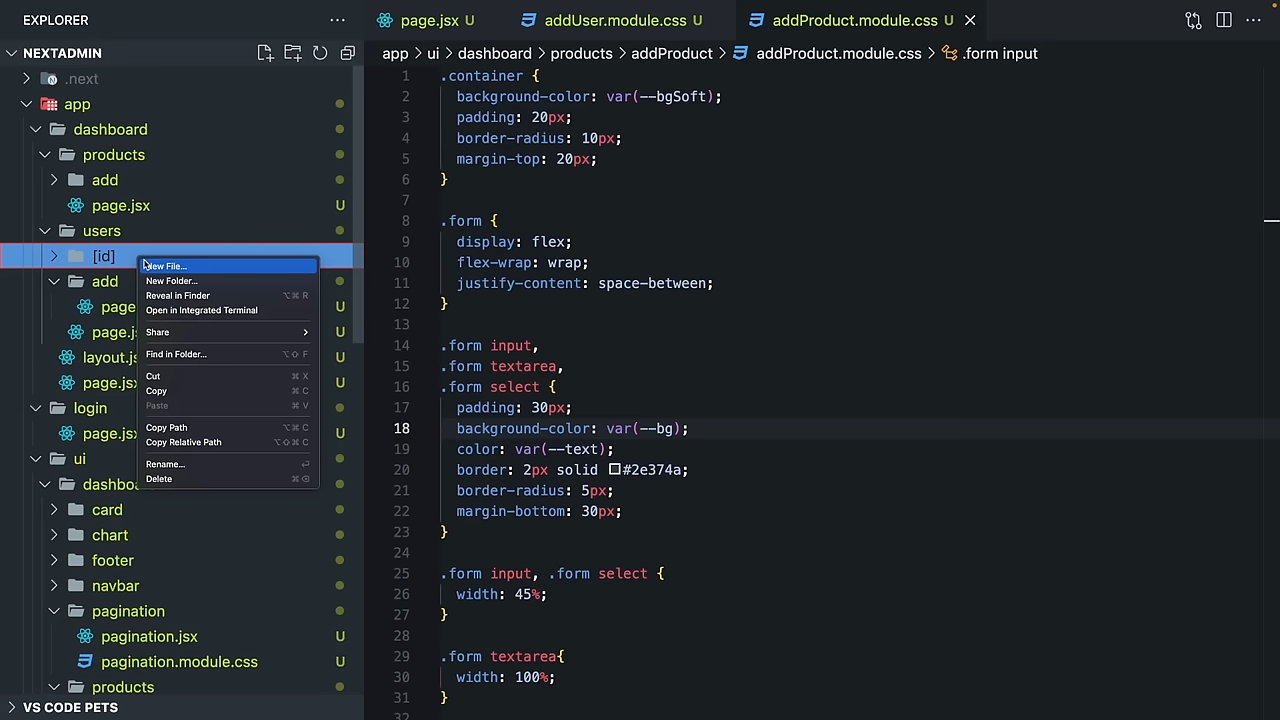 EXPLORER
NEXTADMIN
.next
app
dashboard
products
add
page.jsx U
users
[id]
add
page
page.j U
layout.js U
page.jsx U
login
page.jsx U
ui
dashbo
card
chart
footer
navbar
pagination
pagination.jsx U
pagination.module.css U
products
VS CODE PETS
New File...
New Folder...
Reveal in Finder ⌥⌘ R
Open in Integrated Terminal
Share
Find in Folder... ⌥⇧ F
Cut ⌘ X
Copy ⌘ C
Paste ⌘ V
Copy Path ⌥⌘ C
Copy Relative Path ⌥⇧⌘ C
Rename... ⏎
Delete ⌘⌫
page.jsx U addUser.module.css U addProduct.module.css U
app > ui > dashboard > products > addProduct > addProduct.module.css > .form input
1 .container {
2 background-color: var(--bgSoft);
3 padding: 20px;
4 border-radius: 10px;
5 margin-top: 20px;
6 }
7
8 .form {
9 display: flex;
10 flex-wrap: wrap;
11 justify-content: space-between;
12 }
13
14 .form input,
15 .form textarea,
16 .form select {
17 padding: 30px;
18 background-color: var(--bg);
19 color: var(--text);
20 border: 2px solid #2e374a;
21 border-radius: 5px;
22 margin-bottom: 30px;
23 }
24
25 .form input, .form select {
26 width: 45%;
27 }
28
29 .form textarea{
30 width: 100%;
31 }
32